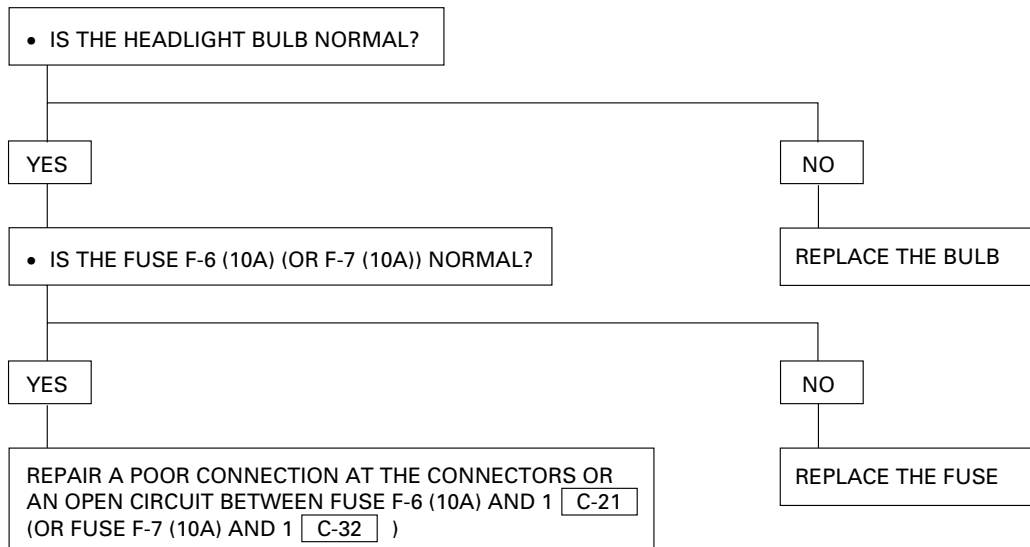 • IS THE HEADLIGHT BULB NORMAL?
YES
NO
• IS THE FUSE F-6 (10A) (OR F-7 (10A)) NORMAL?
REPLACE THE BULB
YES
NO
REPAIR A POOR CONNECTION AT THE CONNECTORS OR
AN OPEN CIRCUIT BETWEEN FUSE F-6 (10A) AND 1 C-21
(OR FUSE F-7 (10A) AND 1 C-32 )
REPLACE THE FUSE